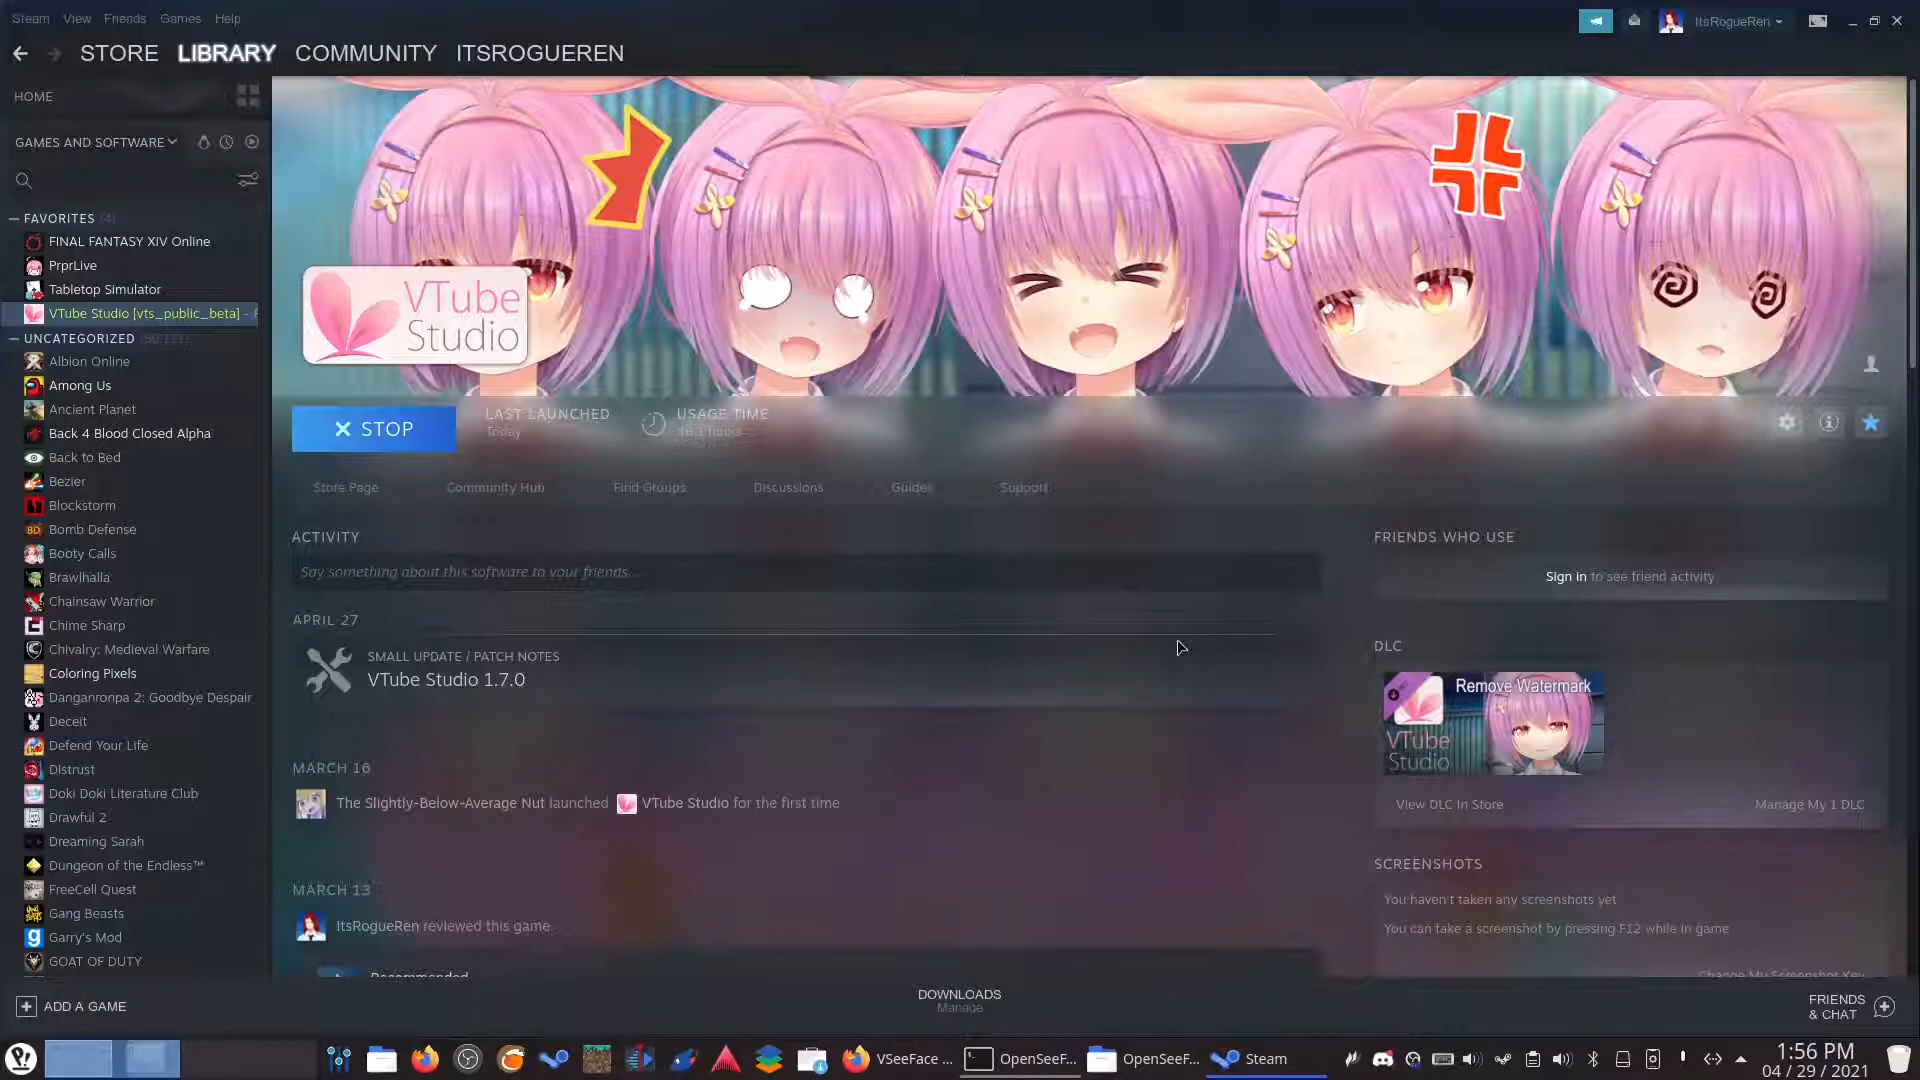 Steam View Friends Games Help
ItsRogueRen
STORE LIBRARY COMMUNITY ITSROGUEREN
HOME
GAMES AND SOFTWARE
FAVORITES (4)
FINAL FANTASY XIV Online
PrprLive
Tabletop Simulator
VTube Studio [vts_public_beta] -
UNCATEGORIZED
Albion Online
Among Us
Ancient Planet
Back 4 Blood Closed Alpha
Back to Bed
Bezier
Blockstorm
Bomb Defense
Booty Calls
Brawlhalla
Chainsaw Warrior
Chime Sharp
Chivalry: Medieval Warfare
Coloring Pixels
Danganronpa 2: Goodbye Despair
Deceit
Defend Your Life
Distrust
Doki Doki Literature Club
Drawful 2
Dreaming Sarah
Dungeon of the Endless™
FreeCell Quest
Gang Beasts
Garry's Mod
GOAT OF DUTY
ADD A GAME
VTube
Studio
STOP
LAST LAUNCHED
Today
USAGE TIME
Store Page Community Hub Find Groups Discussions Guides Support
ACTIVITY
Say something about this software to your friends...
APRIL 27
SMALL UPDATE / PATCH NOTES
VTube Studio 1.7.0
MARCH 16
The Slightly-Below-Average Nut launched VTube Studio for the first time
MARCH 13
ItsRogueRen reviewed this game
Recommended
FRIENDS WHO USE
Sign in to see friend activity
DLC
Remove Watermark
VTube
Studio
View DLC In Store Manage My 1 DLC
SCREENSHOTS
You haven't taken any screenshots yet
You can take a screenshot by pressing F12 while in game
Change My Screenshot Key
DOWNLOADS
Manage
FRIENDS
& CHAT
VSeeFace ... OpenSeeF... OpenSeeF... Steam
1:56 PM
04 / 29 / 2021